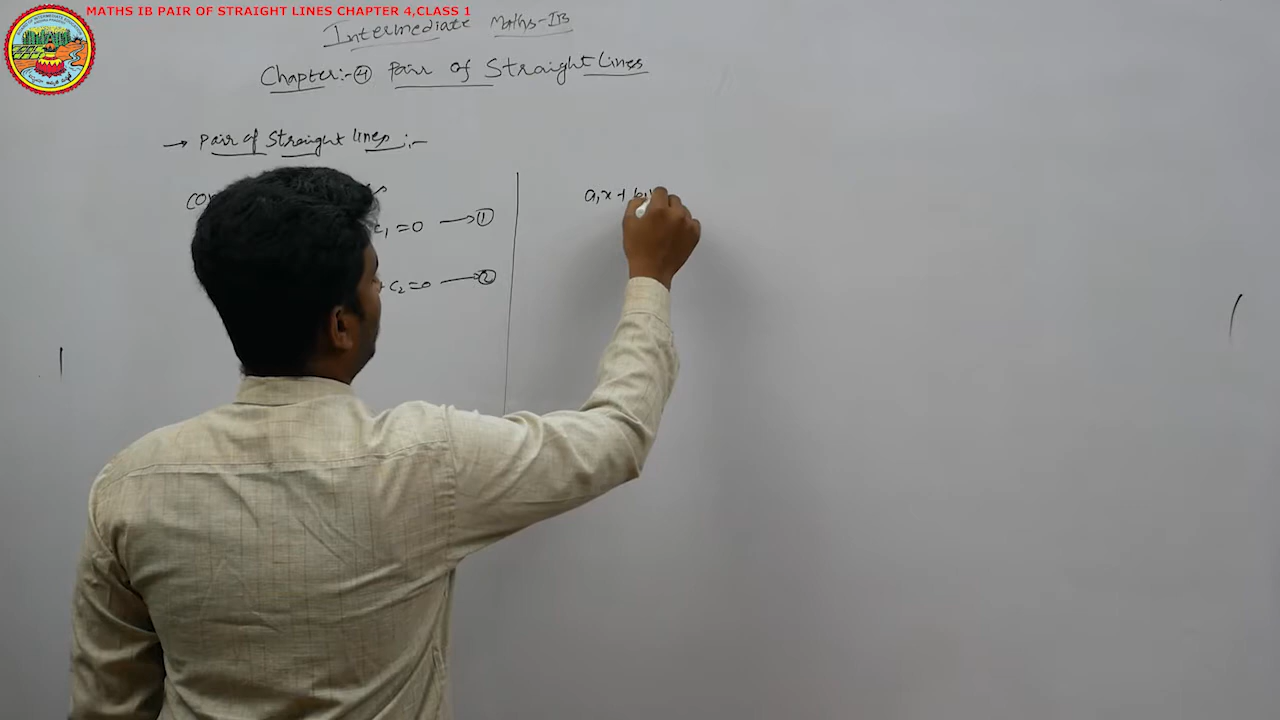 MATHS IB PAIR OF STRAIGHT LINES CHAPTER 4,CLASS 1
Intermediate Maths-IB
Chapter:-④ Pair of Straight Lines
→ Pair of Straight lines:-
c₁ = 0 → ①
+ c₂ = 0 → ②
a₁x + b₁